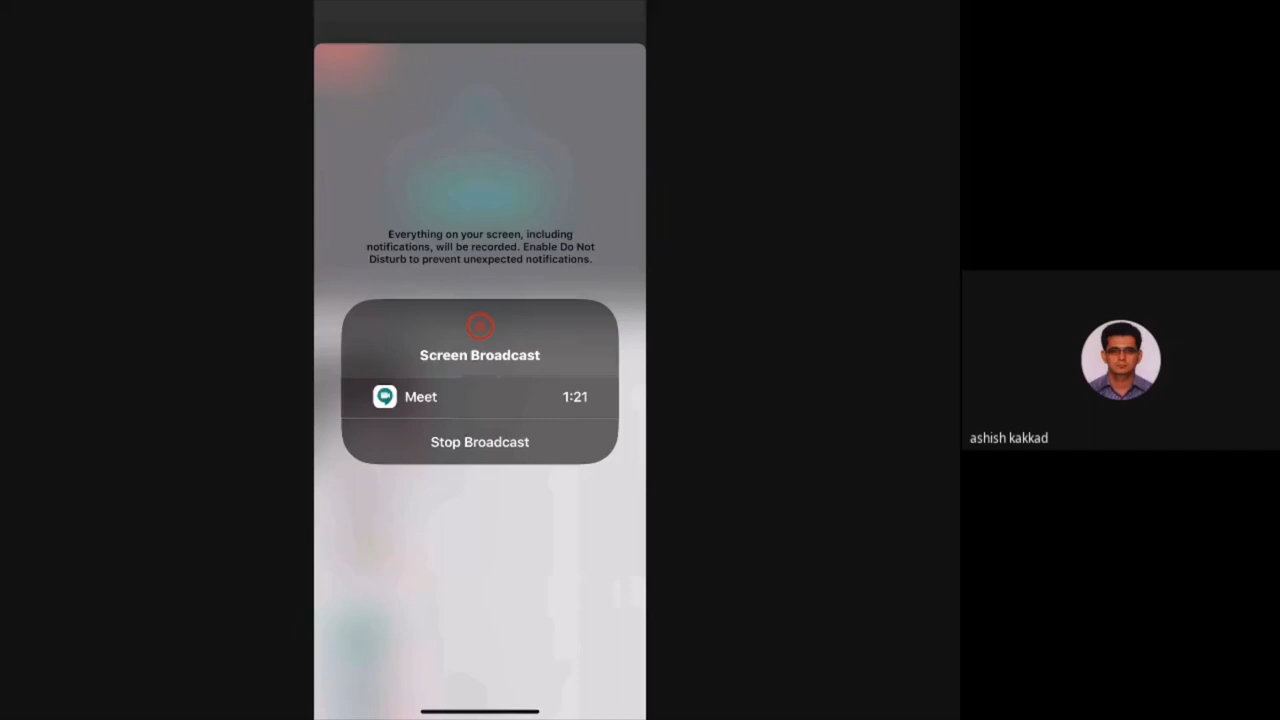 Everything on your screen, including
notifications, will be recorded. Enable Do Not
Disturb to prevent unexpected notifications.
Screen Broadcast
Meet 1:21
Stop Broadcast
ashish kakkad